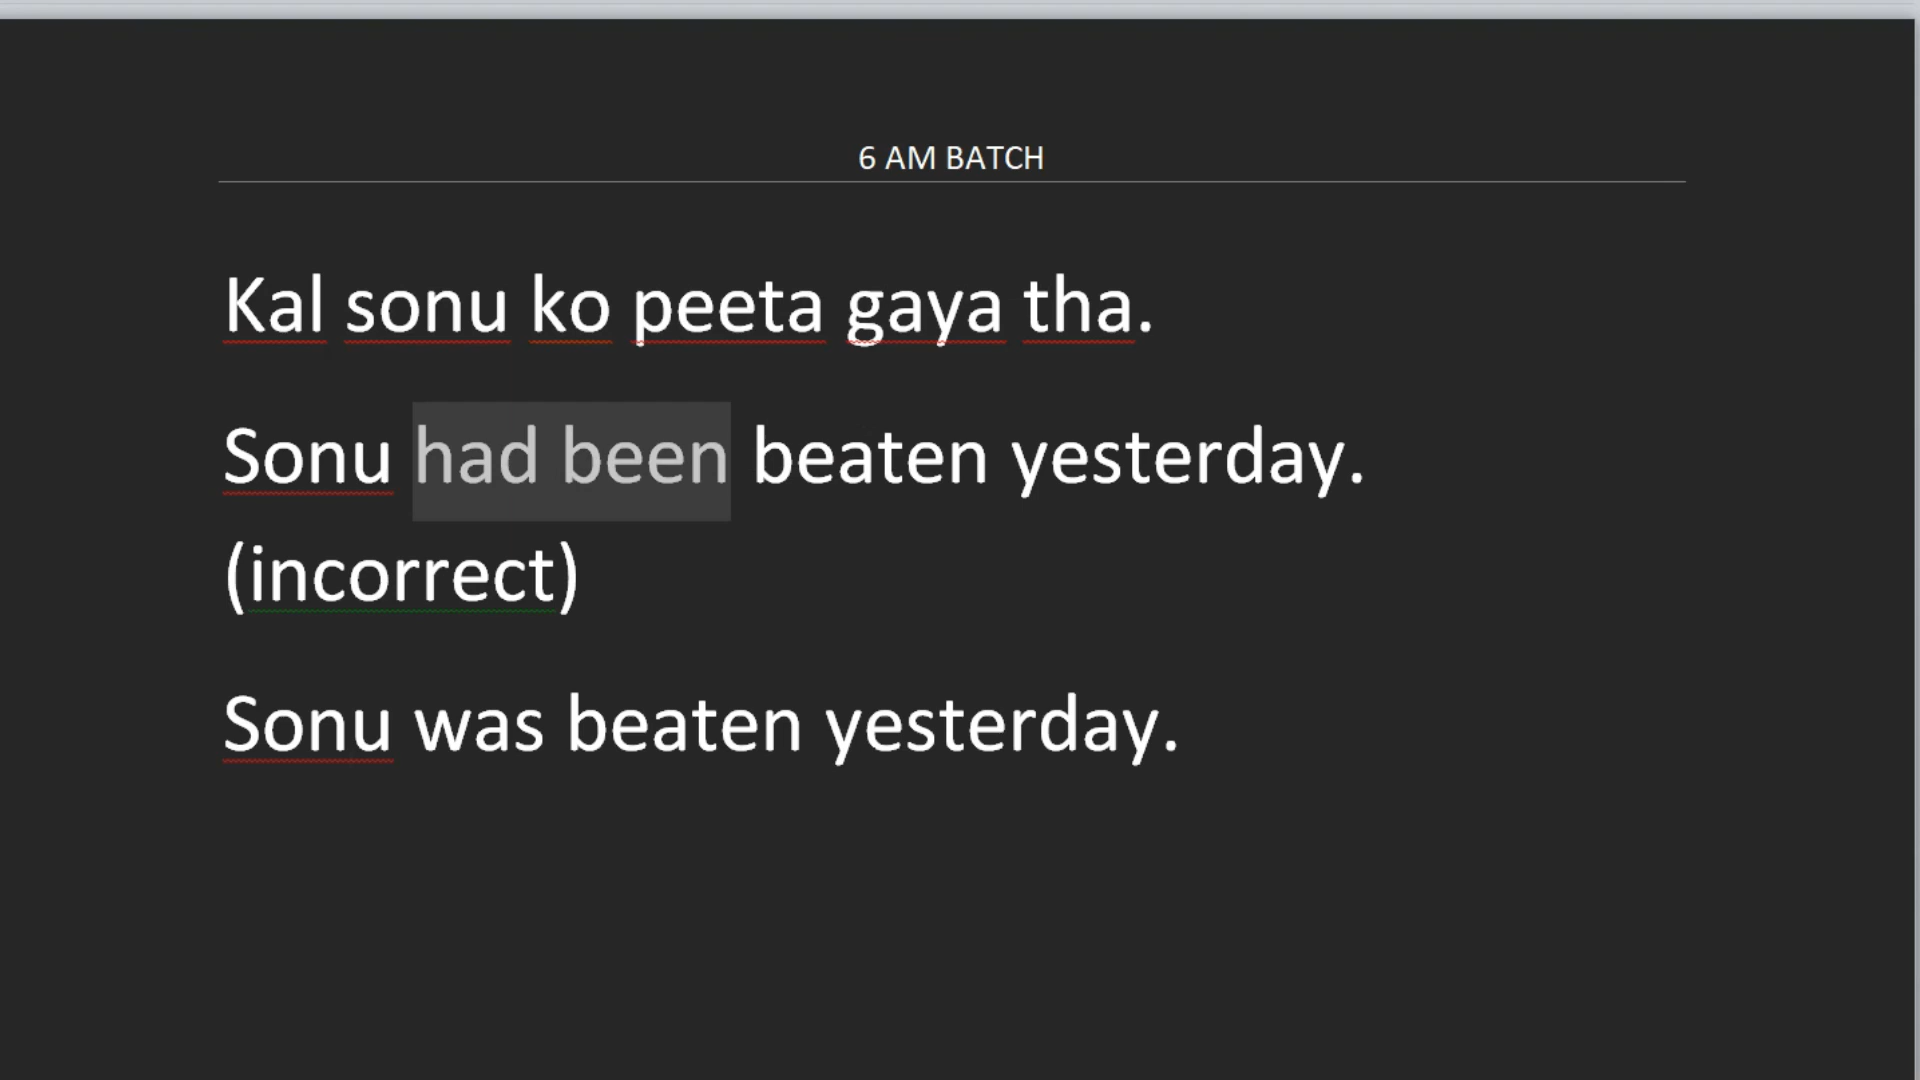 6 AM BATCH
Kal sonu ko peeta gaya tha.
Sonu had been beaten yesterday.
(incorrect)
Sonu was beaten yesterday.